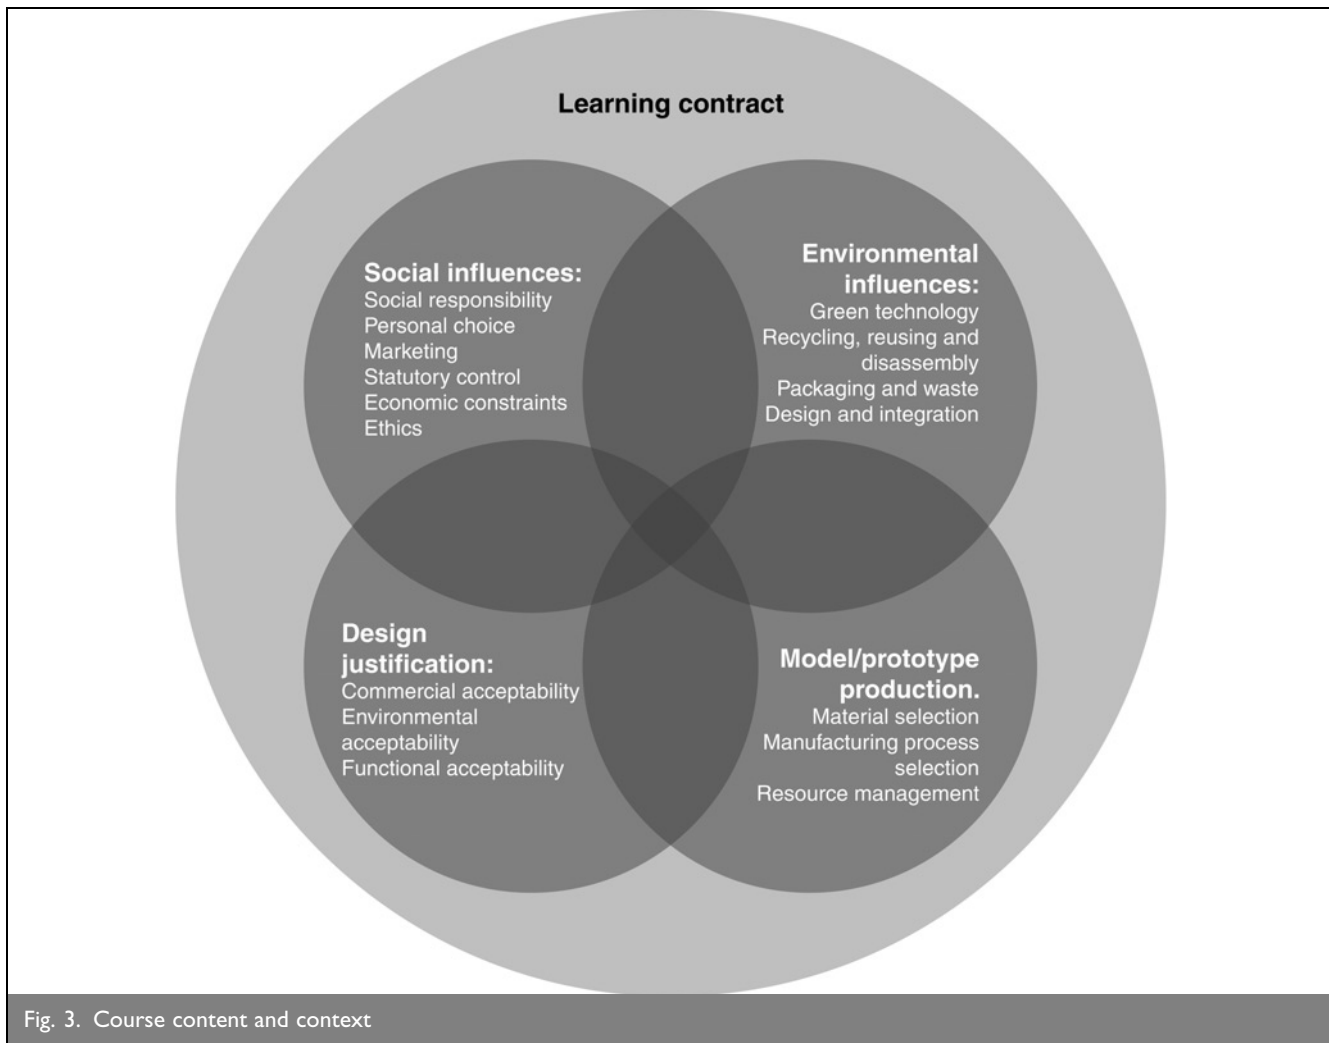 Learning contract
Social influences:
Social responsibility
Personal choice
Marketing
Statutory control
Economic constraints
Ethics
Environmental
influences:
Green technology
Recycling, reusing and
disassembly
Packaging and waste
Design and integration
Design
justification:
Commercial acceptability
Environmental
acceptability
Functional acceptability
Model/prototype
production.
Material selection
Manufacturing process
selection
Resource management
Fig. 3. Course content and context